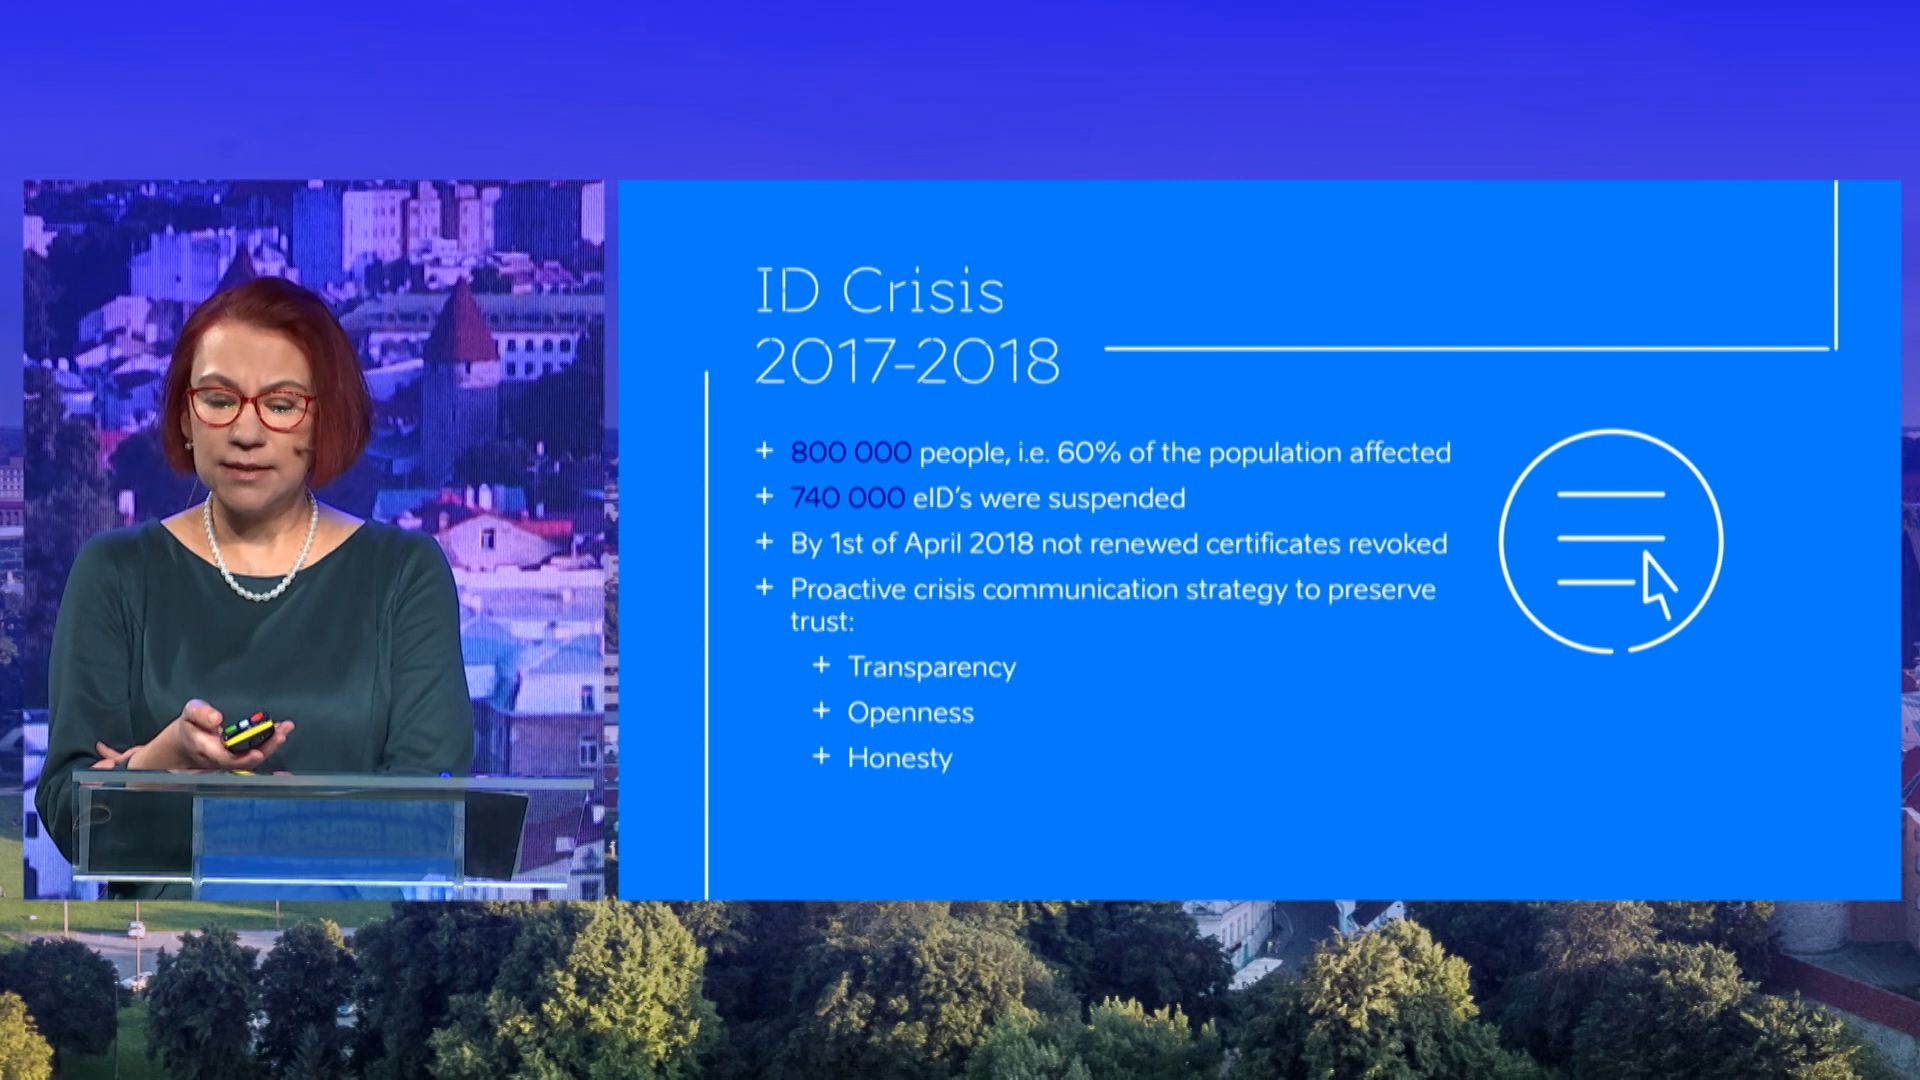 ID Crisis
2017-2018
+ 800 000 people, i.e. 60% of the population affected
+ 740 000 eID's were suspended
+ By 1st of April 2018 not renewed certificates revoked
+ Proactive crisis communication strategy to preserve
trust:
+ Transparency
+ Openness
+ Honesty